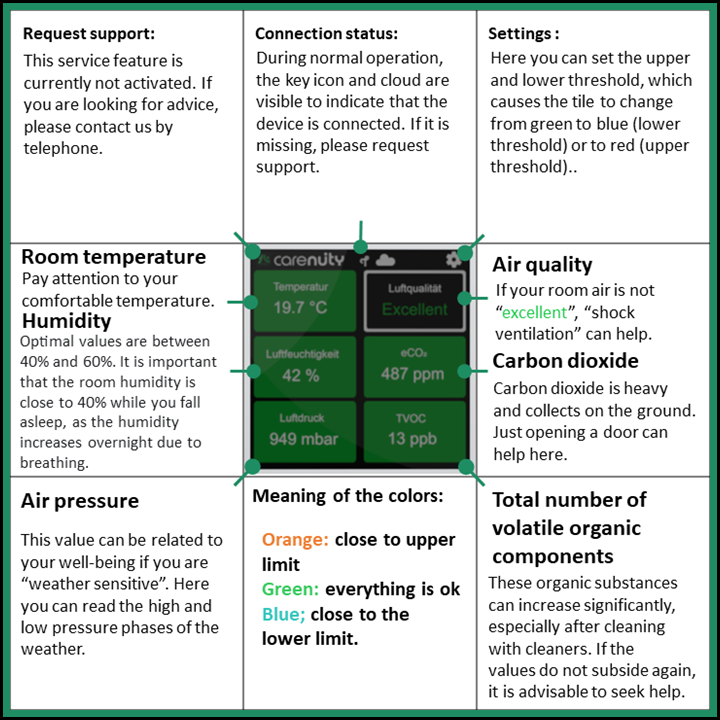 Request support:
This service feature is
currently not activated. If
you are looking for advice,
please contact us by
telephone.
Connection status:
During normal operation,
the key icon and cloud are
visible to indicate that the
device is connected. If it is
missing, please request
support.
Settings :
Here you can set the upper
and lower threshold, which
causes the tile to change
from green to blue (lower
threshold) or to red (upper
threshold)..
Room temperature
Pay attention to your
comfortable temperature.
Humidity
Optimal values are between
40% and 60%. It is important
that the room humidity is
close to 40% while you fall
asleep, as the humidity
increases overnight due to
breathing.
carenuity
Temperatur
19.7 °C
Luftqualität
Excellent
Luftfeuchtigkeit
42 %
eCO₂
487 ppm
Luftdruck
949 mbar
TVOC
13 ppb
Air quality
If your room air is not
“excellent”, “shock
ventilation” can help.
Carbon dioxide
Carbon dioxide is heavy
and collects on the ground.
Just opening a door can
help here.
Air pressure
This value can be related to
your well-being if you are
“weather sensitive”. Here
you can read the high and
low pressure phases of the
weather.
Meaning of the colors:
Orange: close to upper
limit
Green: everything is ok
Blue; close to the
lower limit.
Total number of
volatile organic
components
These organic substances
can increase significantly,
especially after cleaning
with cleaners. If the
values do not subside again,
it is advisable to seek help.